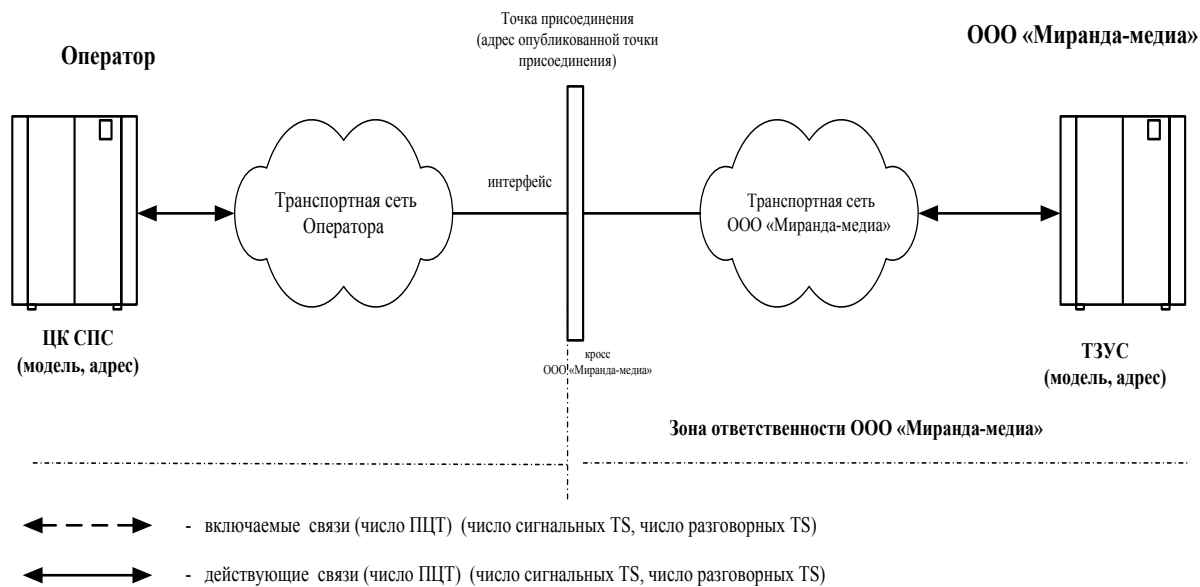 Точка присоединения
(адрес опубликованной точки
присоединения)
Оператор
ООО «Миранда-медиа»
интерфейс
Транспортная сеть
Оператора
Транспортная сеть
ООО «Миранда-медиа»
ЦК СПС
(модель, адрес)
кросс
ООО «Миранда-медиа»
ТЗУС
(модель, адрес)
Зона ответственности ООО «Миранда-медиа»
- включаемые связи (число ПЦТ) (число сигнальных TS, число разговорных TS)
- действующие связи (число ПЦТ) (число сигнальных TS, число разговорных TS)